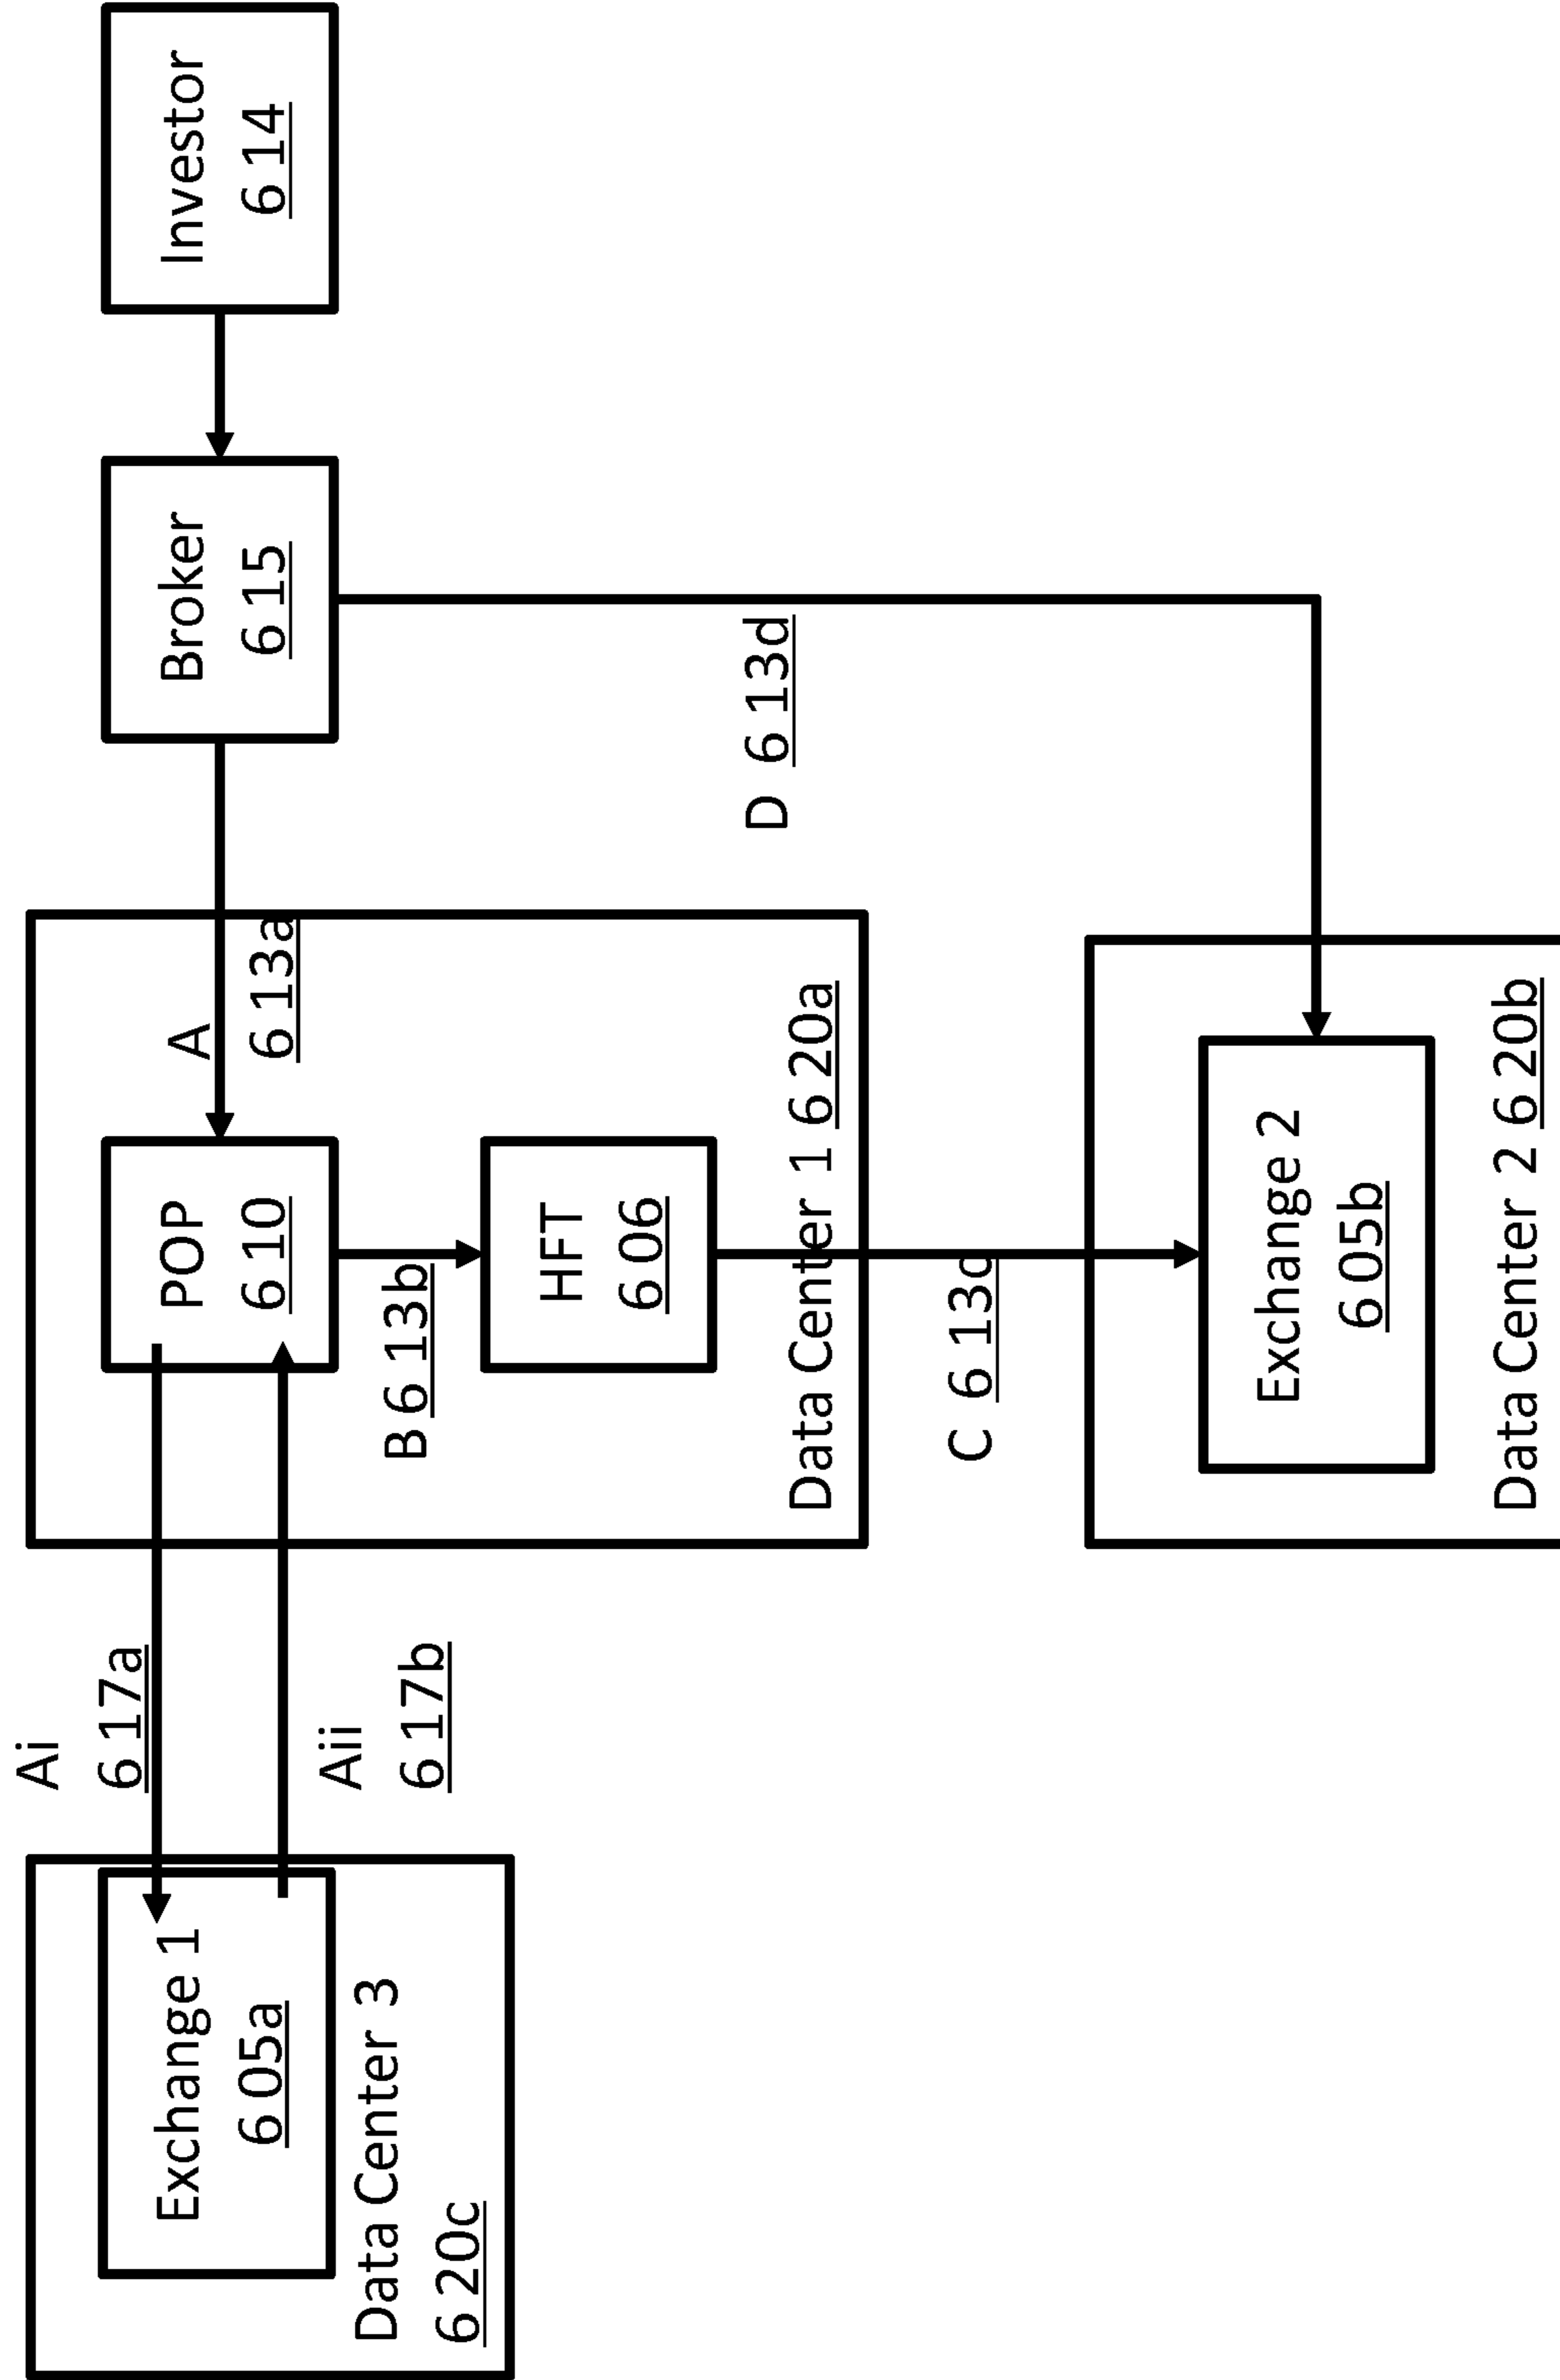 Ai
617a
Aii
617b
Exchange 1
605a
Data Center 3
620c
POP
610
A
613a
B 613b
HFT
606
Data Center 1 620a
Broker
615
Investor
614
D 613d
C 613c
Exchange 2
605b
Data Center 2 620b